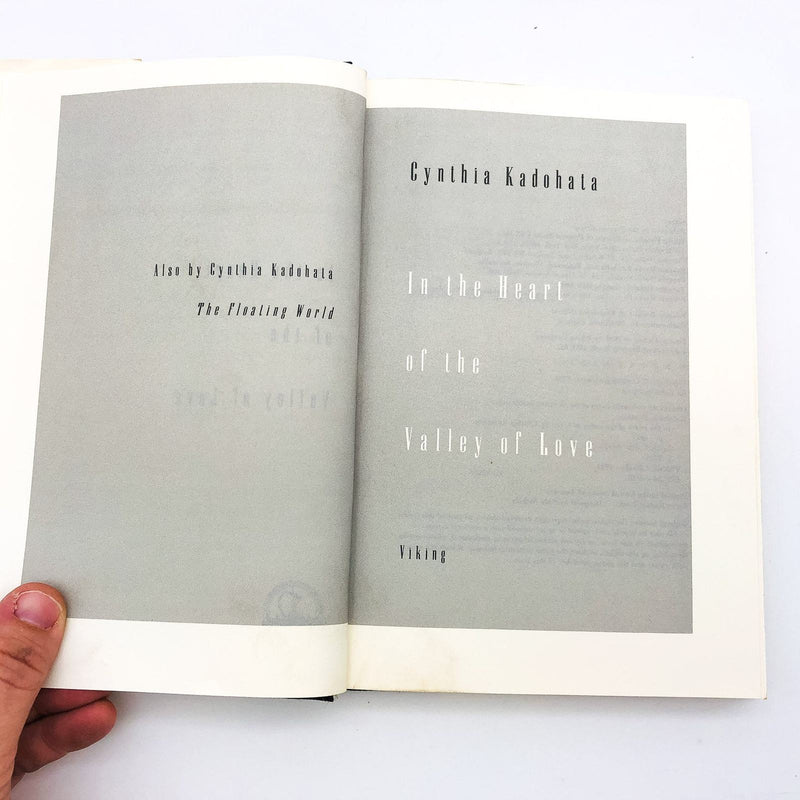 Also by Cynthia Kadohata
The Floating World
Cynthia Kadohata
In the Heart
of the
Valley of Love
Viking